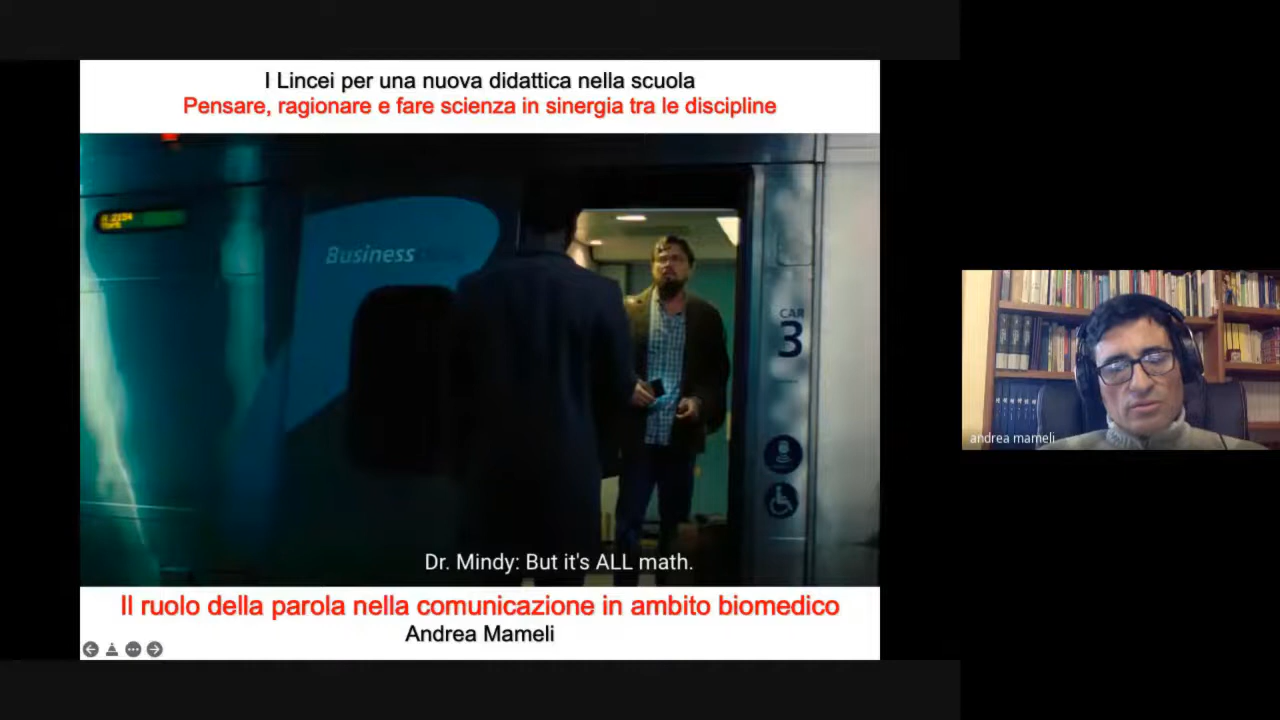 I Lincei per una nuova didattica nella scuola
Pensare, ragionare e fare scienza in sinergia tra le discipline
Business
CAR
3
Dr. Mindy: But it's ALL math.
Il ruolo della parola nella comunicazione in ambito biomedico
Andrea Mameli
andrea mameli